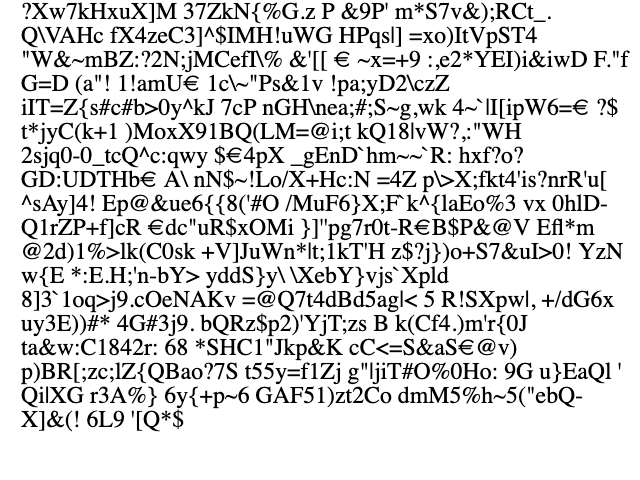 ?Xw7kHxuX]M 37ZkN{%G.z P &9P' m*S7v&);RCt_.
Q\VAHc fX4zeC3]^$IMH!uWG HPqs|] =xo)ItVpST4
"W&~mBZ:?2N;jMCefI\% &'[[ € ~x=+9 :,e2*YEI)i&iwD F."f
G=D (a"! 1!amU€ 1c\~"Ps&1v !pa;yD2\czZ
iIT=Z{s#c#b>0y^kJ 7cP nGH\nea;#;S~g,wk 4~`|I[ipW6=€ ?$
t*jyC(k+1 )MoxX91BQ(LM=@i;t kQ18|vW?,:"WH
2sjq0-0_tcQ^c:qwy $€4pX _gEnD`hm~~`R: hxf?o?
GD:UDTHb€ A\ nN$~!Lo/X+Hc:N =4Z p\>X;fkt4'is?nrR'u[
^sAy]4! Ep@&ue6{{8('#O /MuF6}X;F`k^{laEo%3 vx 0hlD-
Q1rZP+f]cR €dc"uR$xOMi }]"pg7r0t-R€B$P&@V Efl*m
@2d)1%>lk(C0sk +V]JuWn*|t;1kT'H z$?j})o+S7&uI>0! YzN
w{E *:E.H;'n-bY> yddS}y\ \XebY}vjs`Xpld
8]3`1oq>j9.cOeNAKv =@Q7t4dBd5ag|< 5 R!SXpw|, +/dG6x
uy3E))#* 4G#3j9. bQRz$p2)'YjT;zs B k(Cf4.)m'r{0J
ta&w:C1842r: 68 *SHC1"Jkp&K cC<=S&aS€@v)
p)BR[;zc;lZ{QBao?7S t55y=f1Zj g"|jiT#O%0Ho: 9G u}EaQl '
Qi|XG r3A%} 6y{+p~6 GAF51)zt2Co dmM5%h~5("ebQ-
X]&(! 6L9 '[Q*$